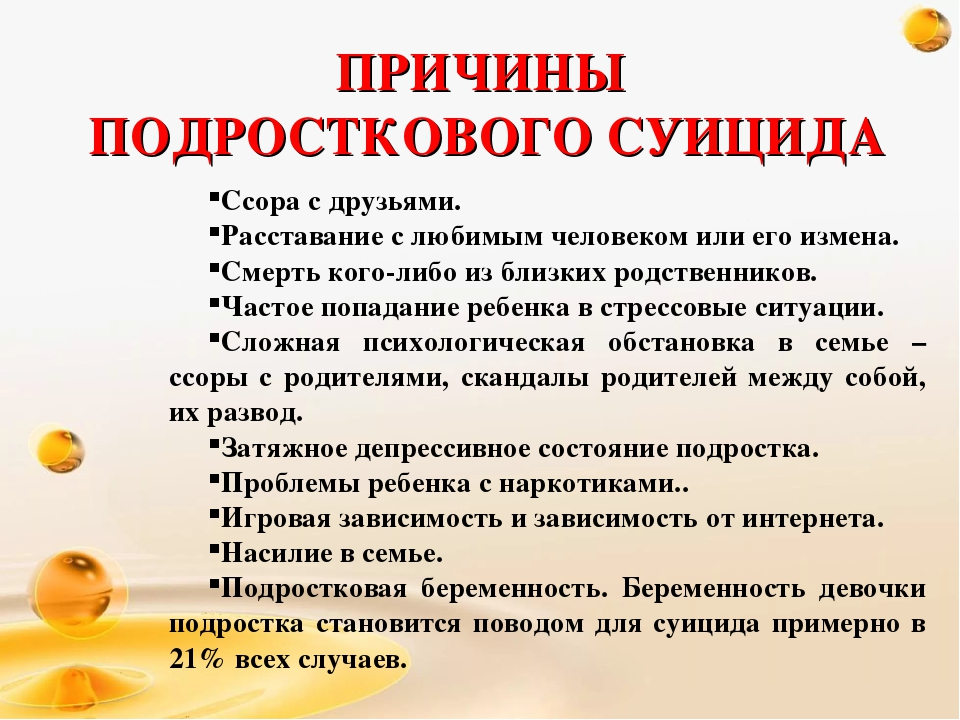 ПРИЧИНЫ
ПОДРОСТКОВОГО СУИЦИДА
▪Ссора с друзьями.
▪Расставание с любимым человеком или его измена.
▪Смерть кого-либо из близких родственников.
▪Частое попадание ребенка в стрессовые ситуации.
▪Сложная психологическая обстановка в семье –
ссоры с родителями, скандалы родителей между собой,
их развод.
▪Затяжное депрессивное состояние подростка.
▪Проблемы ребенка с наркотиками..
▪Игровая зависимость и зависимость от интернета.
▪Насилие в семье.
▪Подростковая беременность. Беременность девочки
подростка становится поводом для суицида примерно в
21% всех случаев.